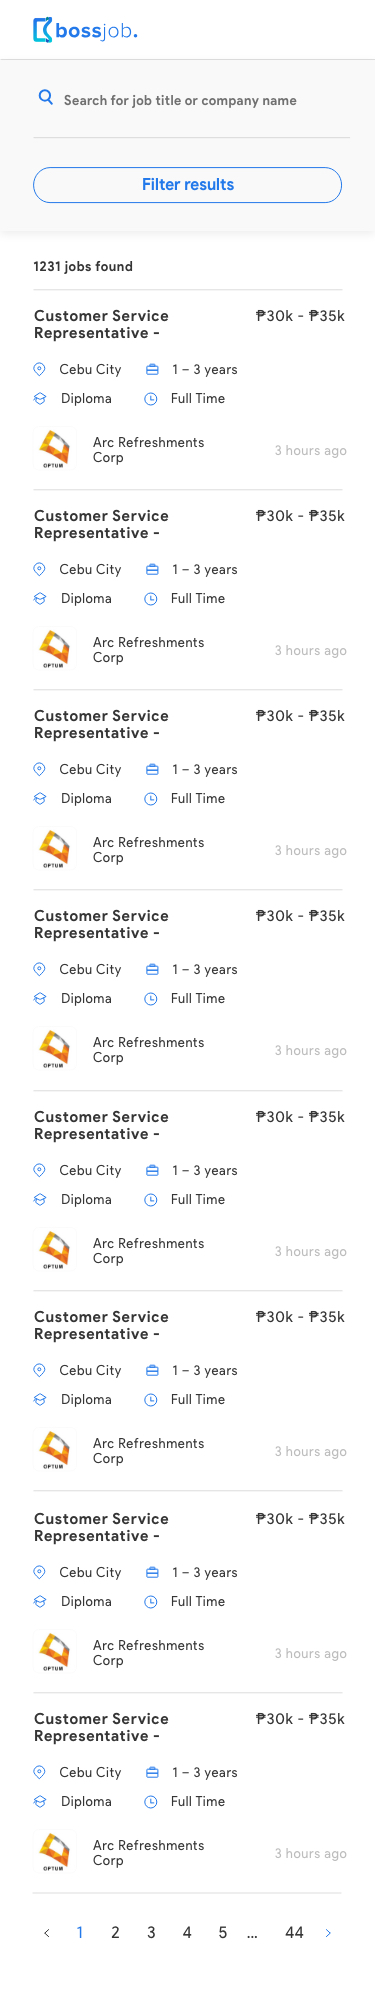 bossjob.
Search for job title or company name
Filter results
1231 jobs found
Customer Service ₱30k - ₱35k
Representative -
Cebu City 1 – 3 years
Diploma Full Time
Arc Refreshments
Corp
3 hours ago
OPTUM
Customer Service ₱30k - ₱35k
Representative -
Cebu City 1 – 3 years
Diploma Full Time
Arc Refreshments
Corp
3 hours ago
OPTUM
Customer Service ₱30k - ₱35k
Representative -
Cebu City 1 – 3 years
Diploma Full Time
Arc Refreshments
Corp
3 hours ago
OPTUM
Customer Service ₱30k - ₱35k
Representative -
Cebu City 1 – 3 years
Diploma Full Time
Arc Refreshments
Corp
3 hours ago
OPTUM
Customer Service ₱30k - ₱35k
Representative -
Cebu City 1 – 3 years
Diploma Full Time
Arc Refreshments
Corp
3 hours ago
OPTUM
Customer Service ₱30k - ₱35k
Representative -
Cebu City 1 – 3 years
Diploma Full Time
Arc Refreshments
Corp
3 hours ago
OPTUM
Customer Service ₱30k - ₱35k
Representative -
Cebu City 1 – 3 years
Diploma Full Time
Arc Refreshments
Corp
3 hours ago
OPTUM
Customer Service ₱30k - ₱35k
Representative -
Cebu City 1 – 3 years
Diploma Full Time
Arc Refreshments
Corp
3 hours ago
OPTUM
< 1 2 3 4 5 ... 44 >